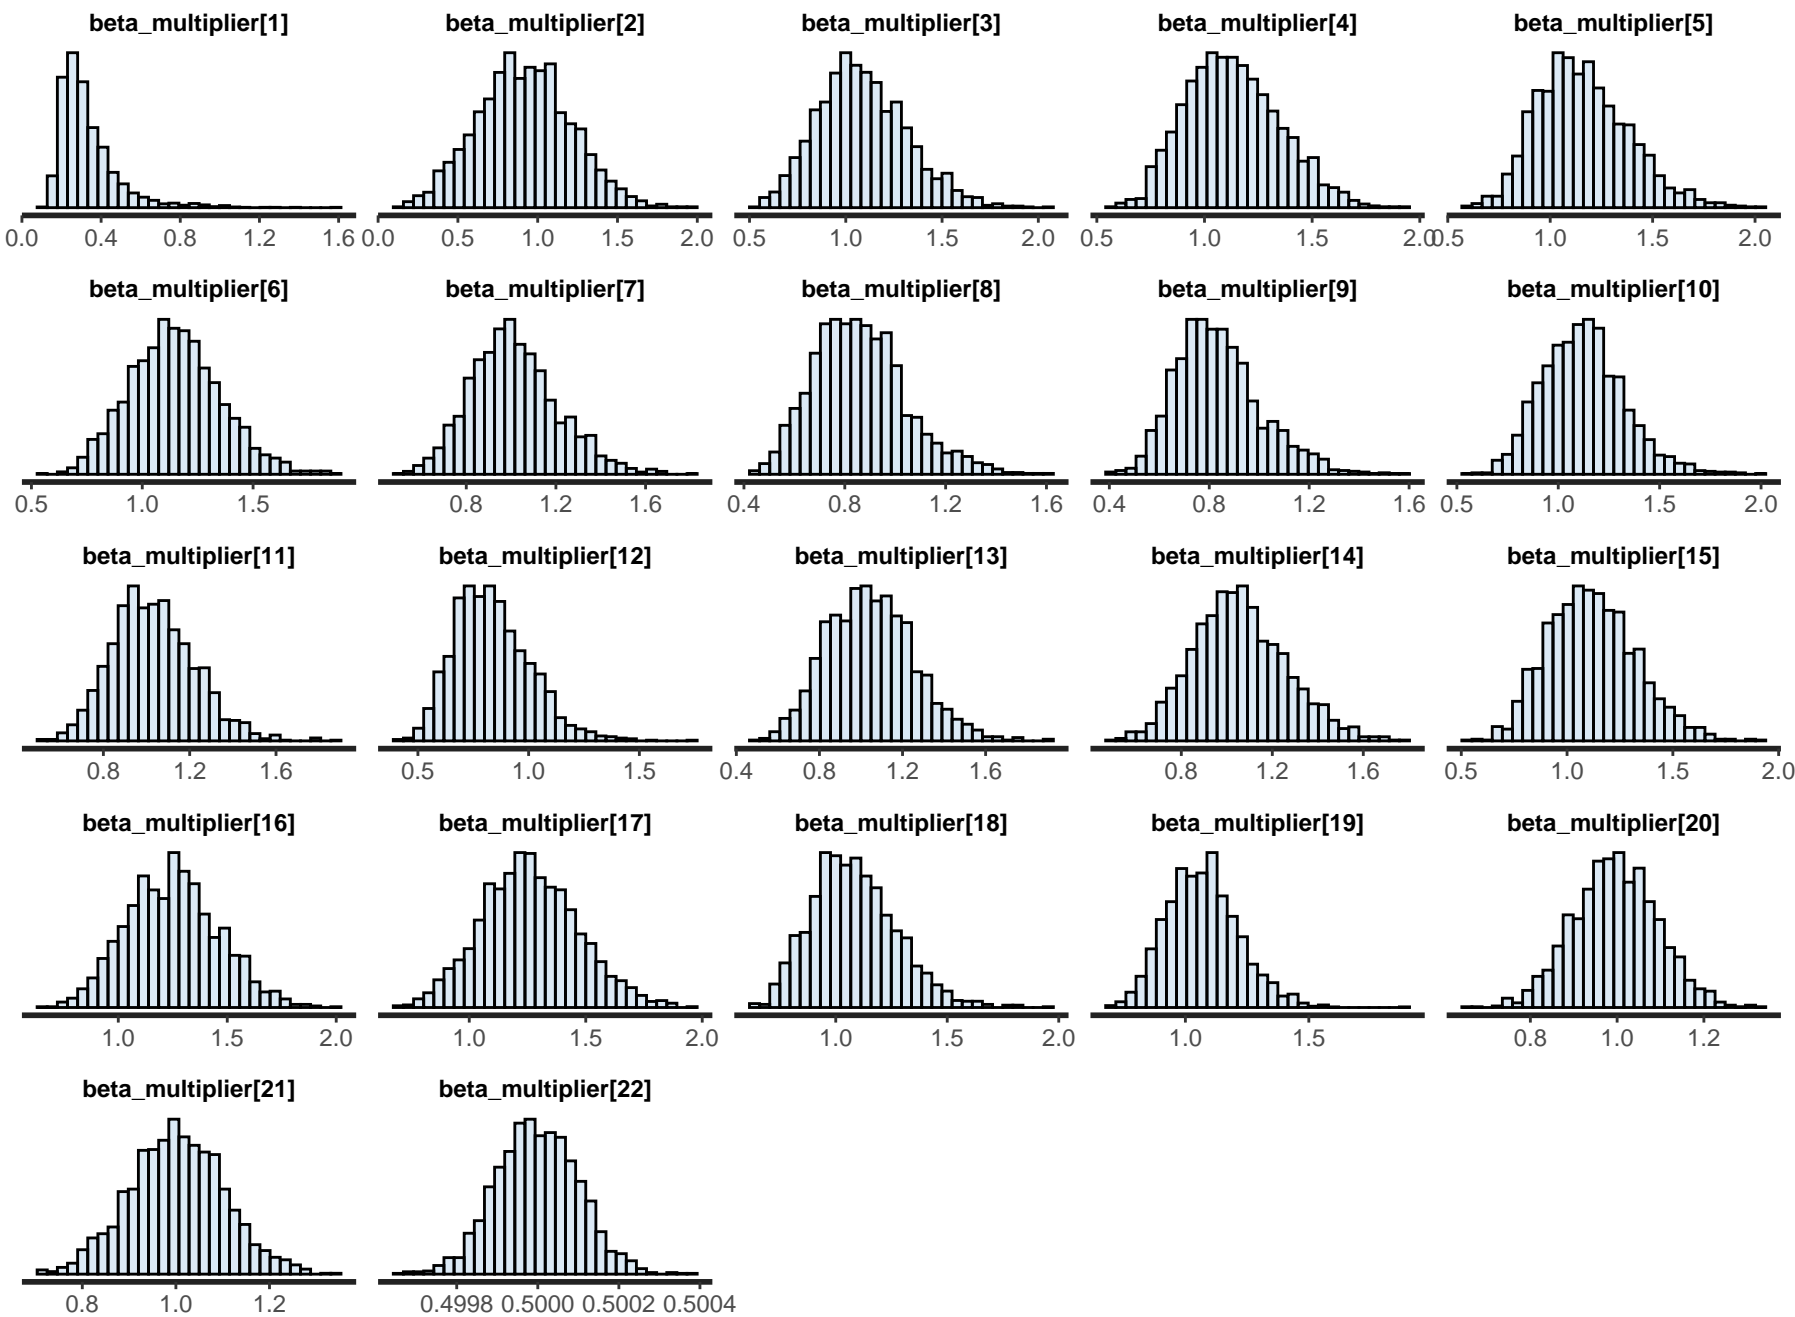 beta_multiplier[1] beta_multiplier[2] beta_multiplier[3] beta_multiplier[4] beta_multiplier[5]
0.0 0.4 0.8 1.2 1.6 0.0 0.5 1.0 1.5 2.0 0.5 1.0 1.5 2.0 0.5 1.0 1.5 2.0 0.5 1.0 1.5 2.0
beta_multiplier[6] beta_multiplier[7] beta_multiplier[8] beta_multiplier[9] beta_multiplier[10]
0.5 1.0 1.5 0.8 1.2 1.6 0.4 0.8 1.2 1.6 0.4 0.8 1.2 1.6 0.5 1.0 1.5 2.0
beta_multiplier[11] beta_multiplier[12] beta_multiplier[13] beta_multiplier[14] beta_multiplier[15]
0.8 1.2 1.6 0.5 1.0 1.5 0.4 0.8 1.2 1.6 0.8 1.2 1.6 0.5 1.0 1.5 2.0
beta_multiplier[16] beta_multiplier[17] beta_multiplier[18] beta_multiplier[19] beta_multiplier[20]
1.0 1.5 2.0 1.0 1.5 2.0 1.0 1.5 2.0 1.0 1.5 0.8 1.0 1.2
beta_multiplier[21] beta_multiplier[22]
0.8 1.0 1.2 0.4998 0.5000 0.5002 0.5004